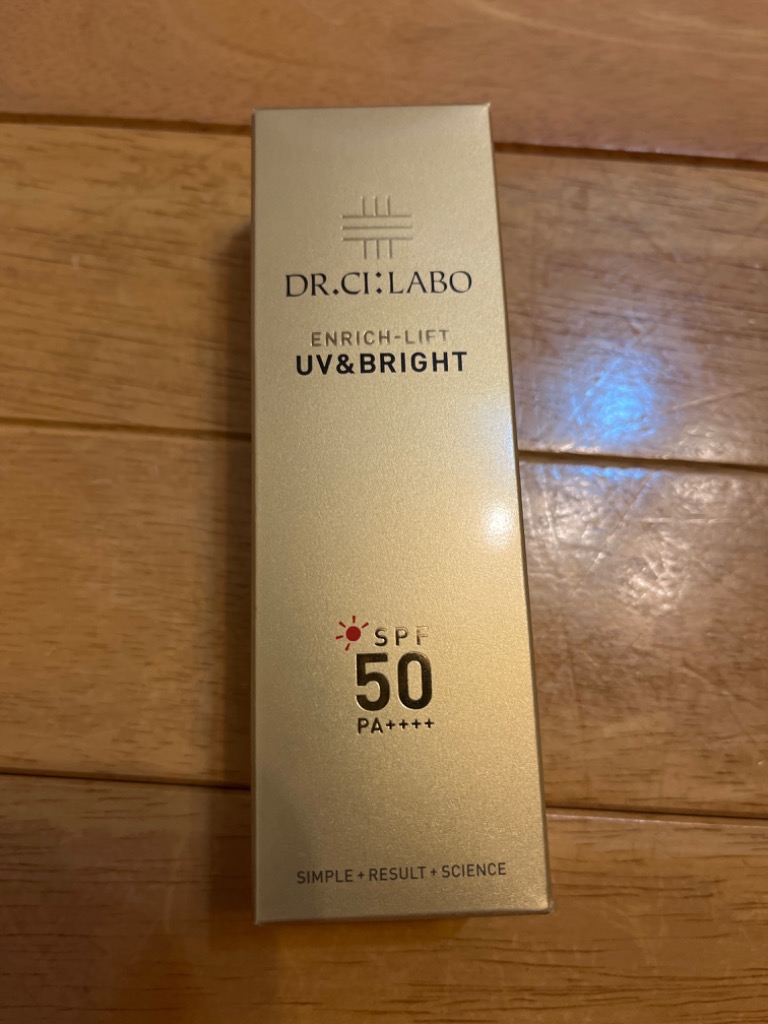 DR.CI:LABO
ENRICH-LIFT
UV&BRIGHT
SPF
50
PA++++
SIMPLE+RESULT+SCIENCE